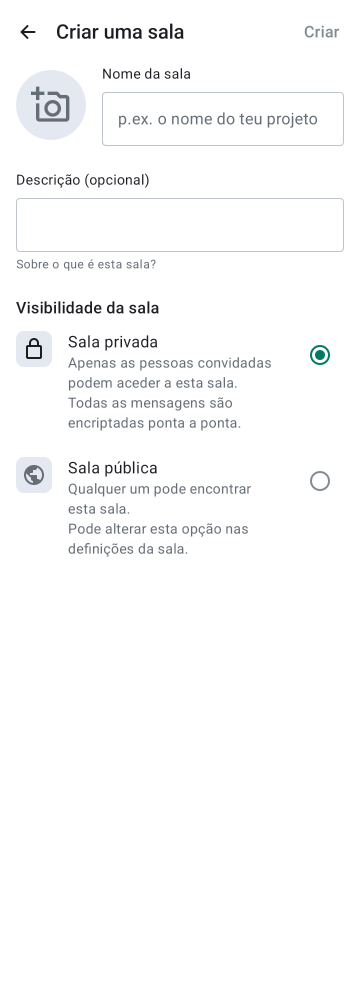 Criar uma sala
Criar
Nome da sala
p.ex. o nome do teu projeto
Descrição (opcional)
Sobre o que é esta sala?
Visibilidade da sala
Sala privada
Apenas as pessoas convidadas
podem aceder a esta sala.
Todas as mensagens são
encriptadas ponta a ponta.
Sala pública
Qualquer um pode encontrar
esta sala.
Pode alterar esta opção nas
definições da sala.